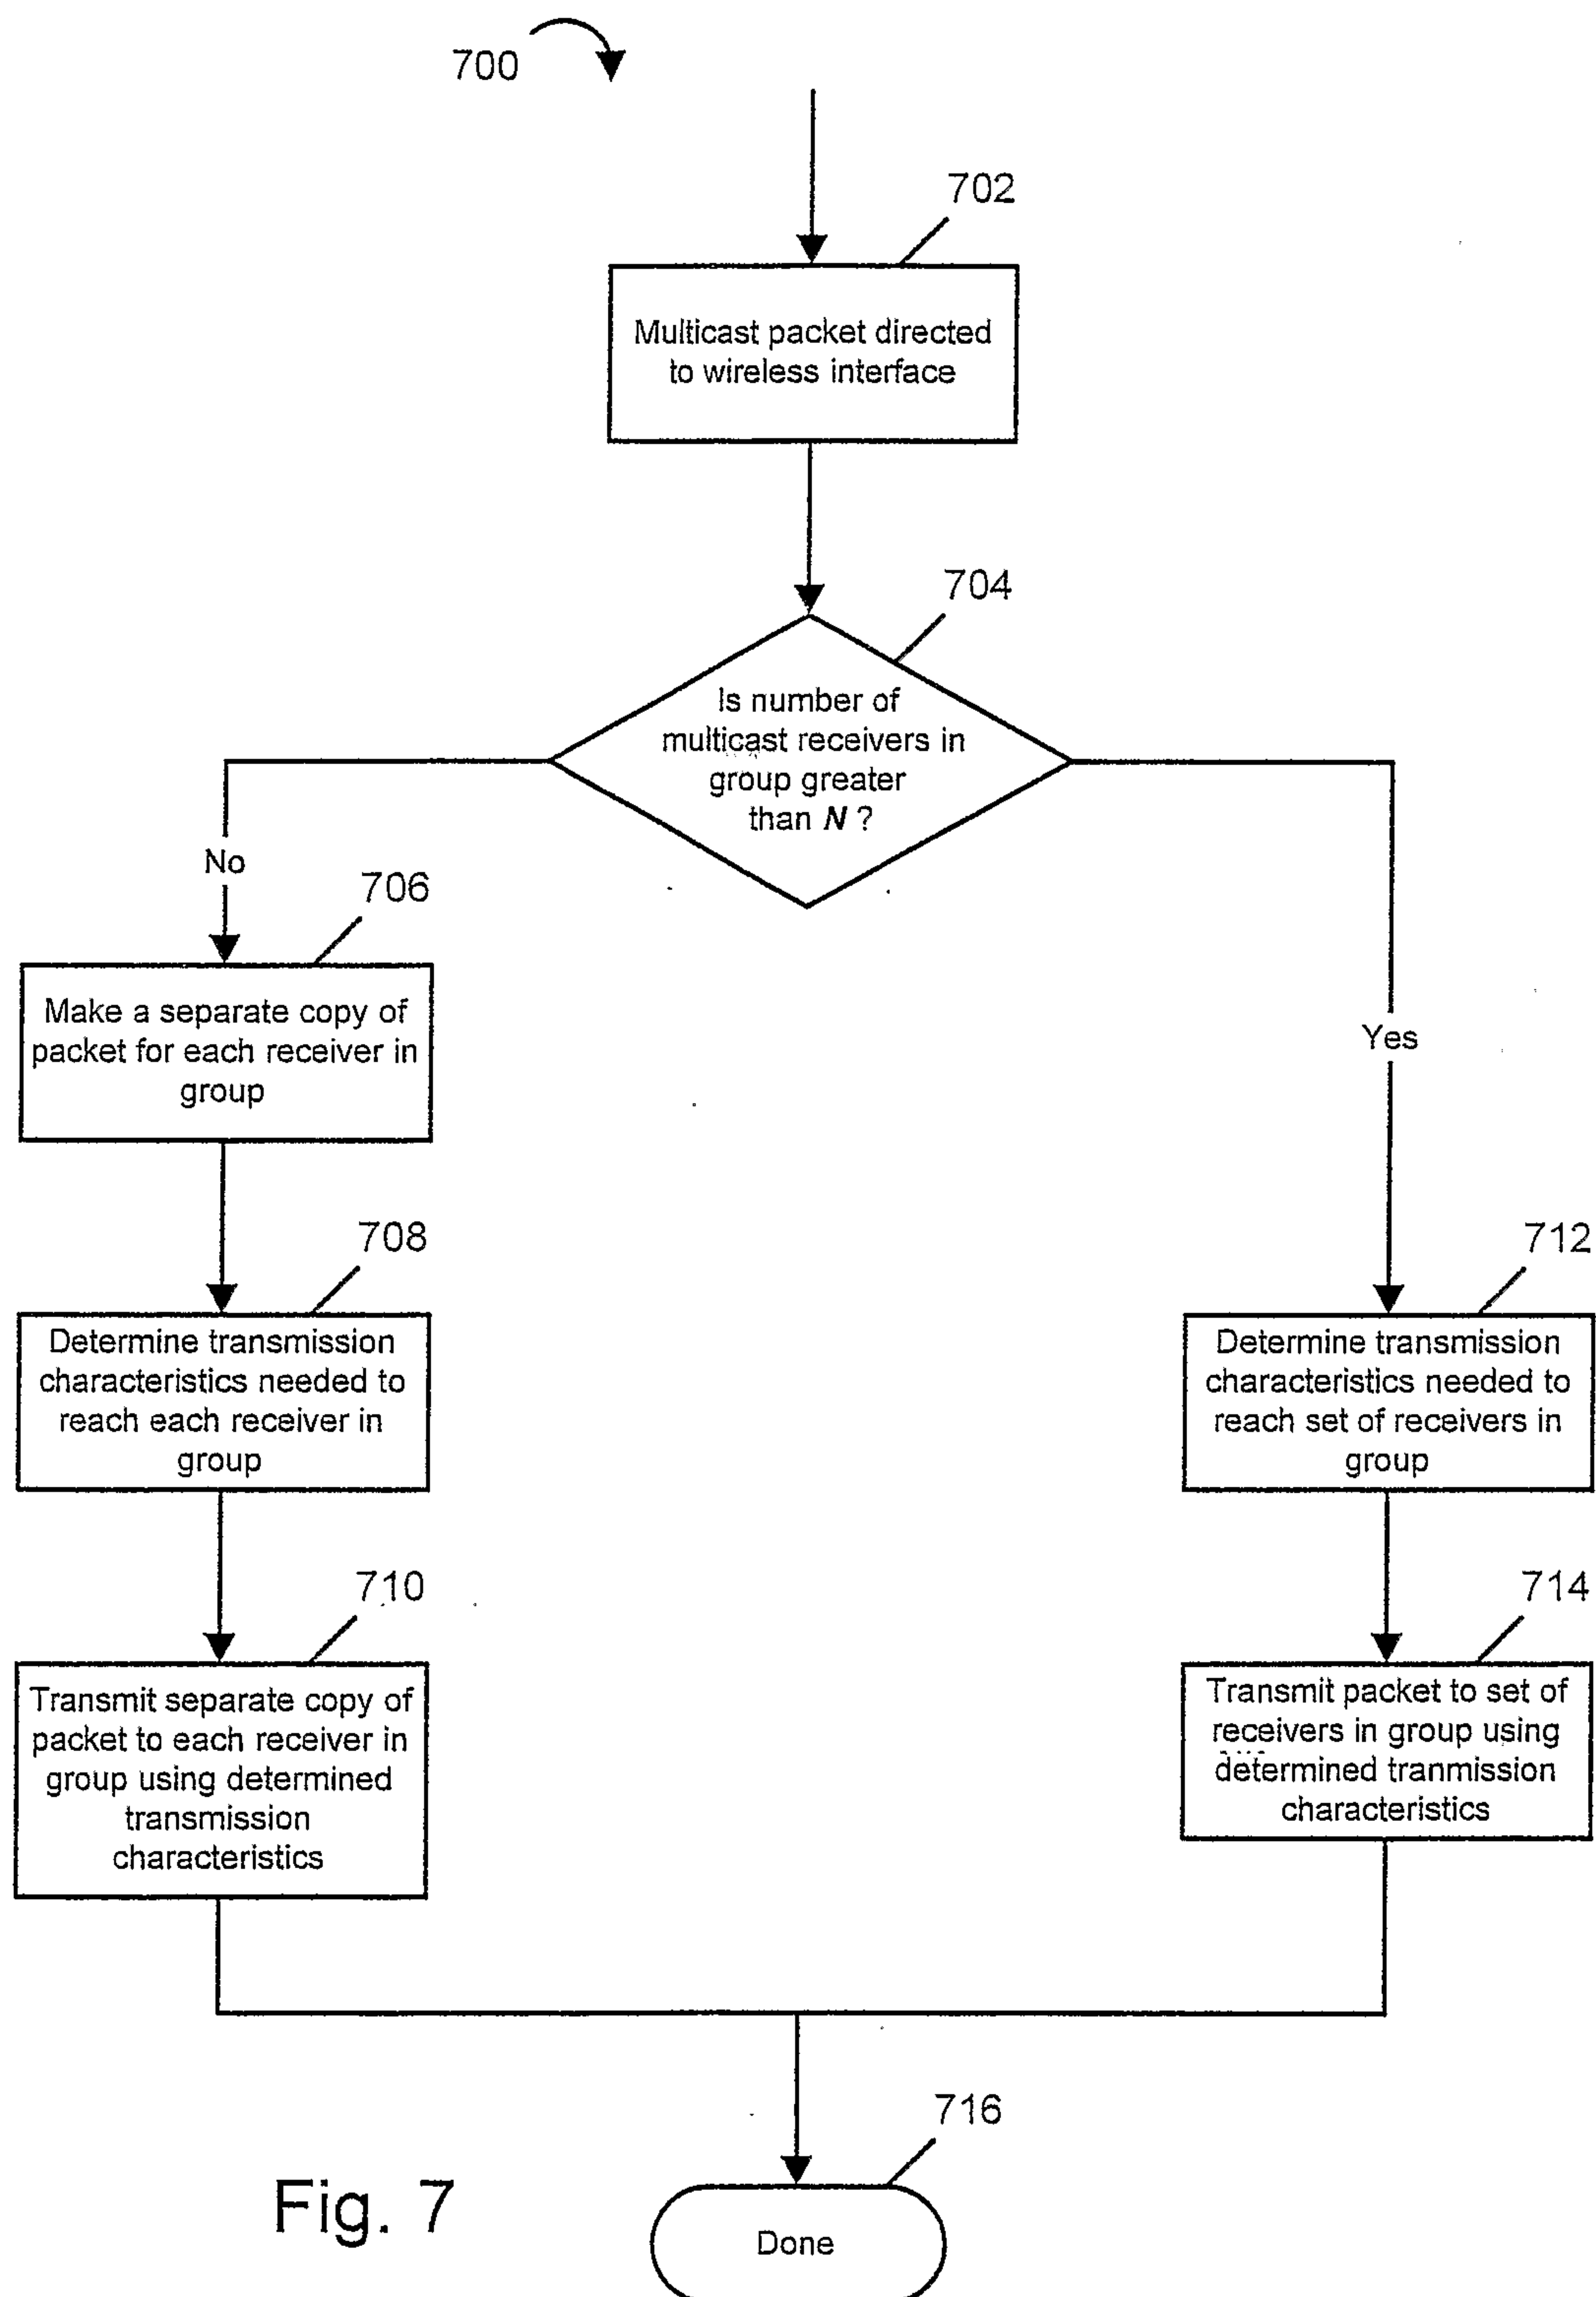 700
702
Multicast packet directed
to wireless interface
704
Is number of
multicast receivers in
group greater
than N ?
No
Yes
706
Make a separate copy of
packet for each receiver in
group
708
Determine transmission
characteristics needed to
reach each receiver in
group
712
Determine transmission
characteristics needed to
reach set of receivers in
group
710
Transmit separate copy of
packet to each receiver in
group using determined
transmission
characteristics
714
Transmit packet to set of
receivers in group using
determined tranmission
characteristics
716
Done
Fig. 7